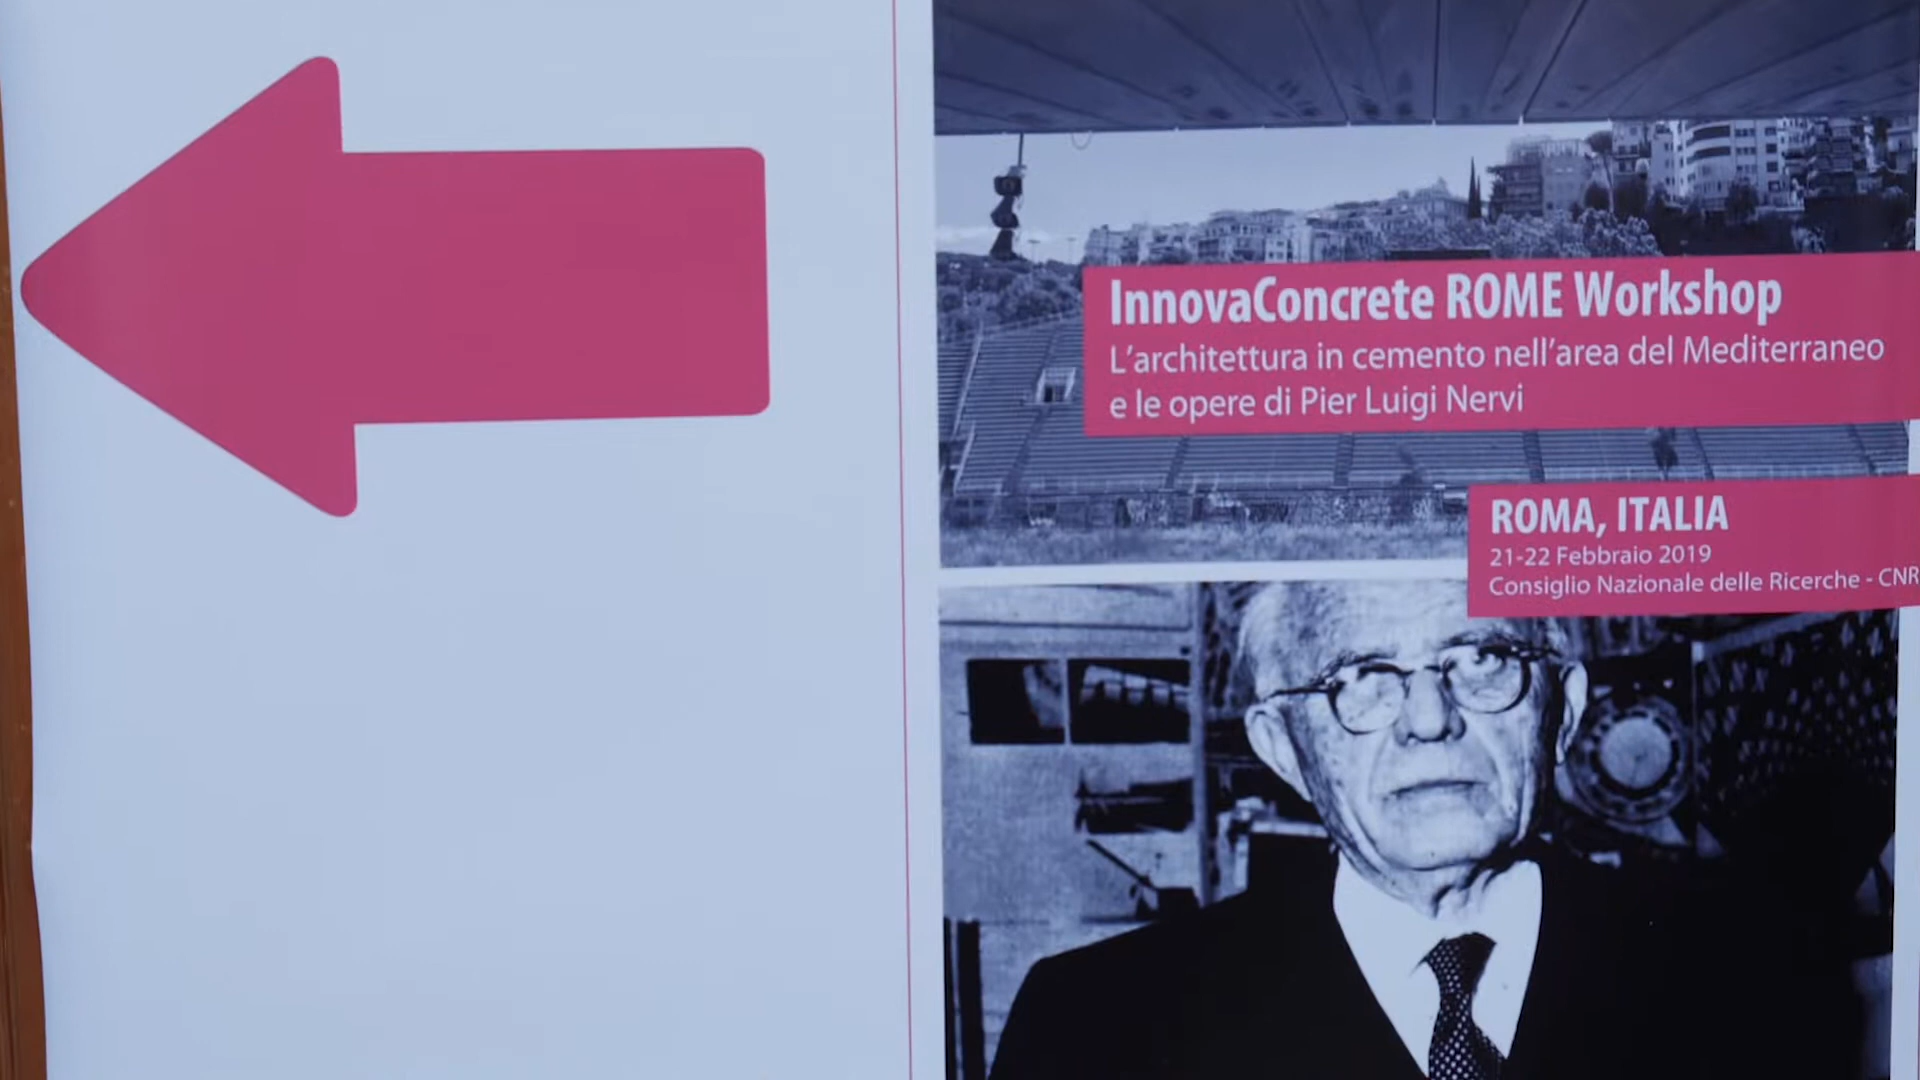 InnovaConcrete ROME Workshop
L'architettura in cemento nell'area del Mediterraneo
e le opere di Pier Luigi Nervi
ROMA, ITALIA
21-22 Febbraio 2019
Consiglio Nazionale delle Ricerche - CNR